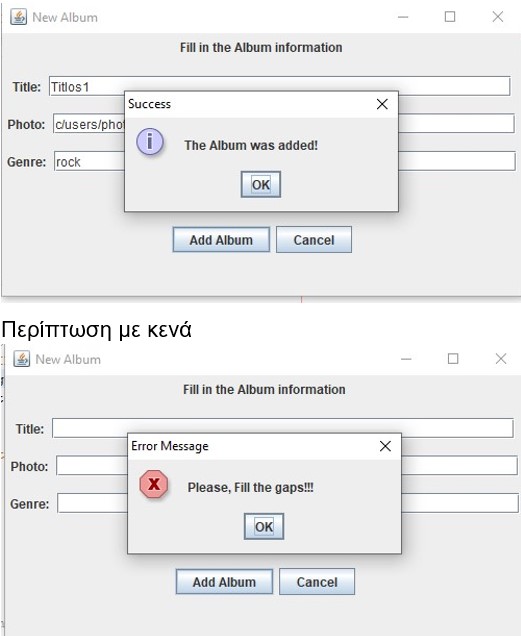 New Album
Fill in the Album information
Title: Titlos1
Success
Photo: c/users/phot
The Album was added!
Genre: rock
OK
Add Album Cancel
Περίπτωση με κενά
New Album
Fill in the Album information
Title:
Error Message
Photo:
Please, Fill the gaps!!!
Genre:
OK
Add Album Cancel